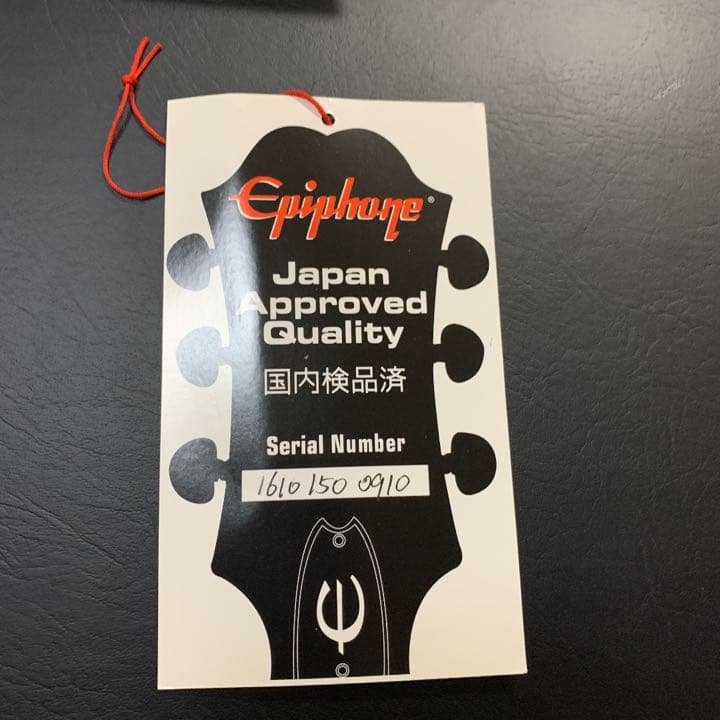 Epiphone®
Japan
Approved
Quality
国内検品済
Serial Number
1610150 0910